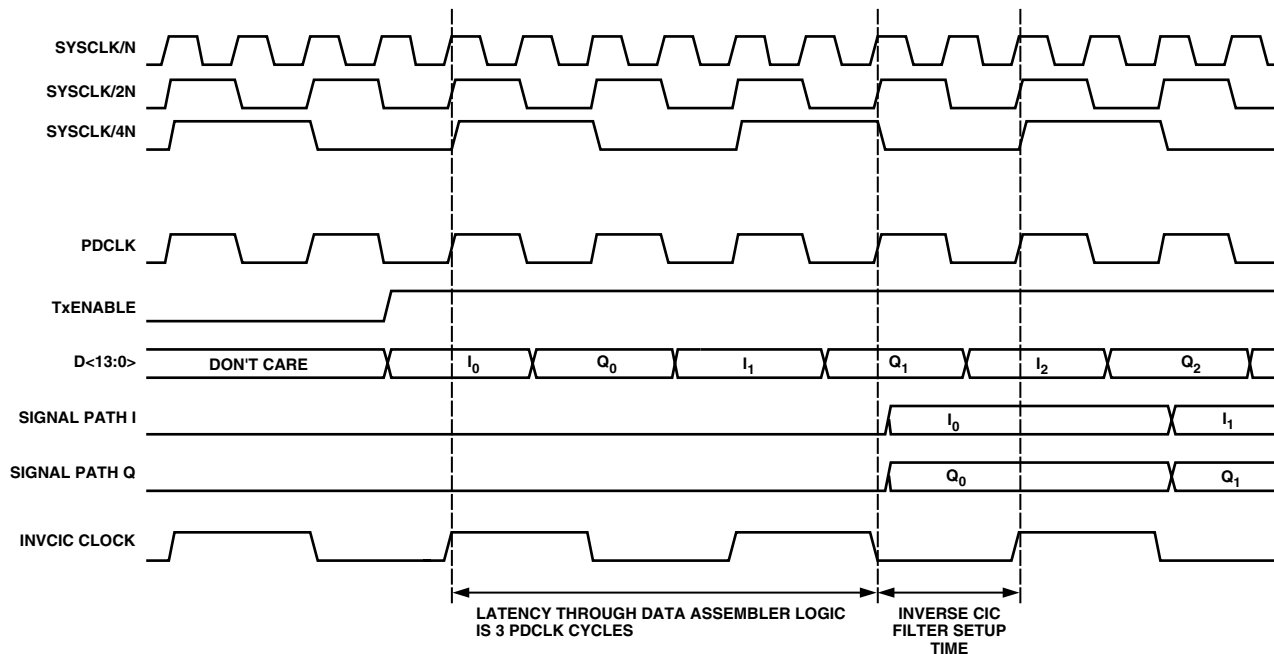 SYSCLK/N
SYSCLK/2N
SYSCLK/4N
PDCLK
TxENABLE
D<13:0> DON'T CARE I0 Q0 I1 Q1 I2 Q2
SIGNAL PATH I I0 I1
SIGNAL PATH Q Q0 Q1
INVCIC CLOCK
LATENCY THROUGH DATA ASSEMBLER LOGIC
IS 3 PDCLK CYCLES
INVERSE CIC
FILTER SETUP
TIME